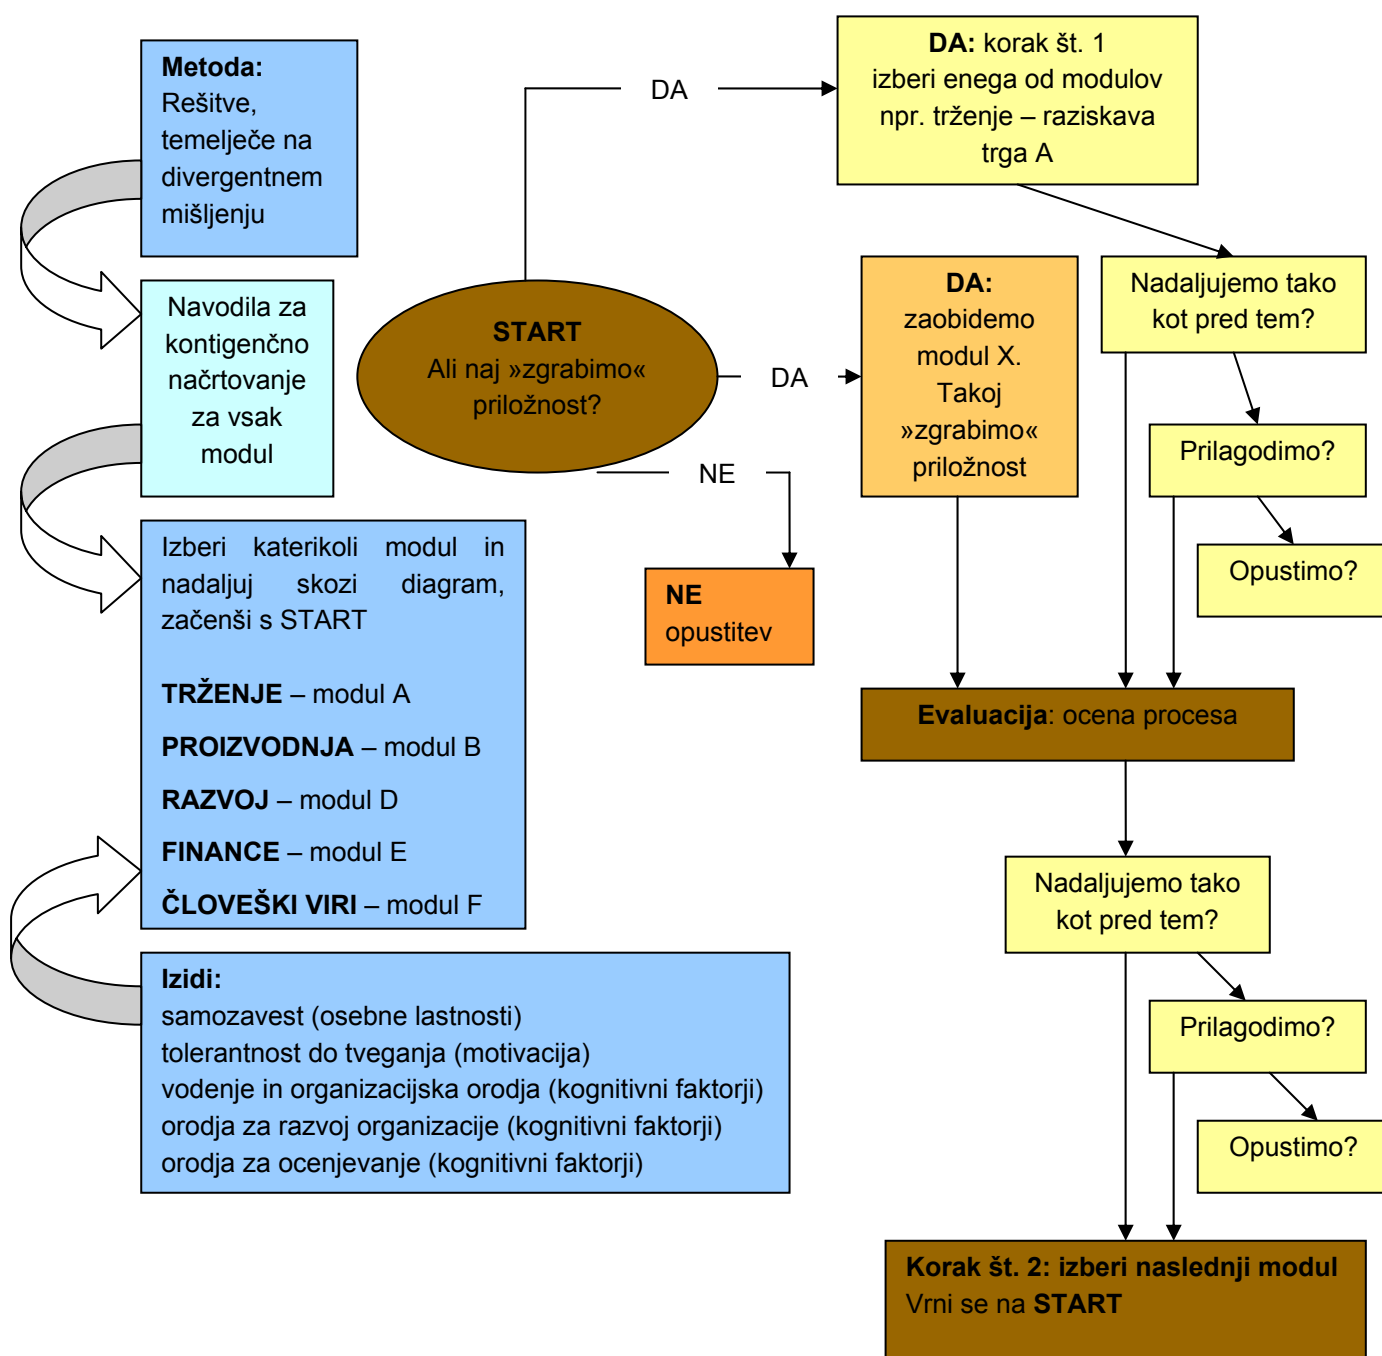 Metoda:
Rešitve,
temelječe na
divergentnem
mišljenju
Navodila za
kontigenčno
načrtovanje
za vsak
modul
Izberi katerikoli modul in
nadaljuj skozi diagram,
začenši s START
TRŽENJE – modul A
PROIZVODNJA – modul B
RAZVOJ – modul D
FINANCE – modul E
ČLOVEŠKI VIRI – modul F
Izidi:
samozavest (osebne lastnosti)
tolerantnost do tveganja (motivacija)
vodenje in organizacijska orodja (kognitivni faktorji)
orodja za razvoj organizacije (kognitivni faktorji)
orodja za ocenjevanje (kognitivni faktorji)
START
Ali naj »zgrabimo«
priložnost?
DA
DA
NE
NE
opustitev
DA: korak št. 1
izberi enega od modulov
npr. trženje – raziskava
trga A
DA:
zaobidemo
modul X.
Takoj
»zgrabimo«
priložnost
Nadaljujemo tako
kot pred tem?
Prilagodimo?
Opustimo?
Evaluacija: ocena procesa
Nadaljujemo tako
kot pred tem?
Prilagodimo?
Opustimo?
Korak št. 2: izberi naslednji modul
Vrni se na START